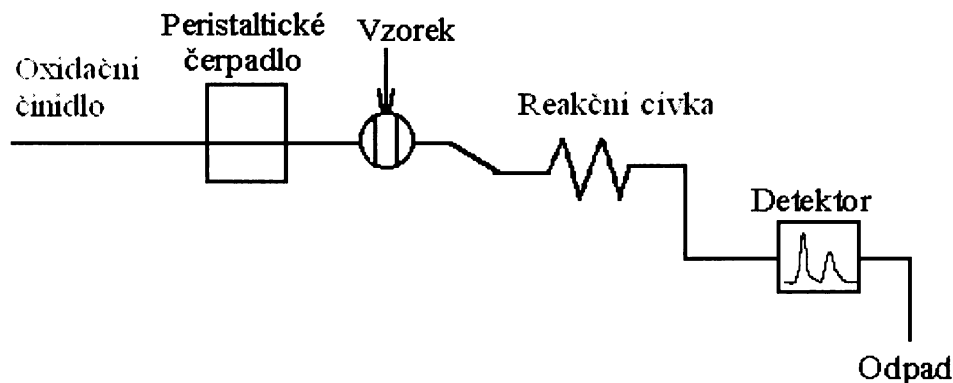 Peristaltické
čerpadlo
Vzorek
Oxidační
činidlo
Reakční cívka
Detektor
Odpad